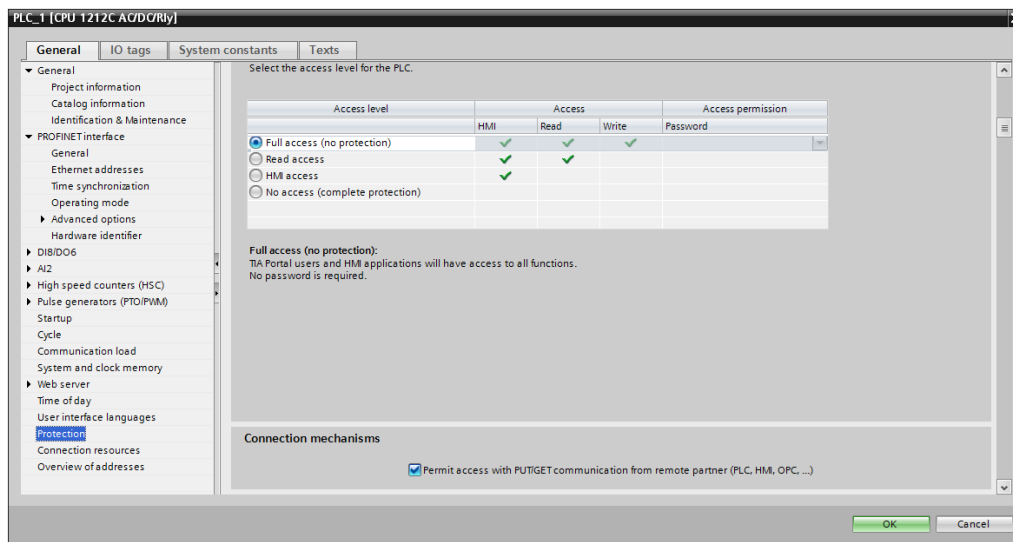 PLC_1 [CPU 1212C AC/DC/Rly]
General IO tags System constants Texts
General
Project information
Catalog information
Identification & Maintenance
PROFINET interface
General
Ethernet addresses
Time synchronization
Operating mode
Advanced options
Hardware identifier
DI8/DO6
AI2
High speed counters (HSC)
Pulse generators (PTO/PWM)
Startup
Cycle
Communication load
System and clock memory
Web server
Time of day
User interface languages
Protection
Connection resources
Overview of addresses
Select the access level for the PLC.
Access level Access Access permission
HMI Read Write Password
Full access (no protection)
Read access
HMI access
No access (complete protection)
Full access (no protection):
TIA Portal users and HMI applications will have access to all functions.
No password is required.
Connection mechanisms
Permit access with PUT/GET communication from remote partner (PLC, HMI, OPC, ...)
OK Cancel